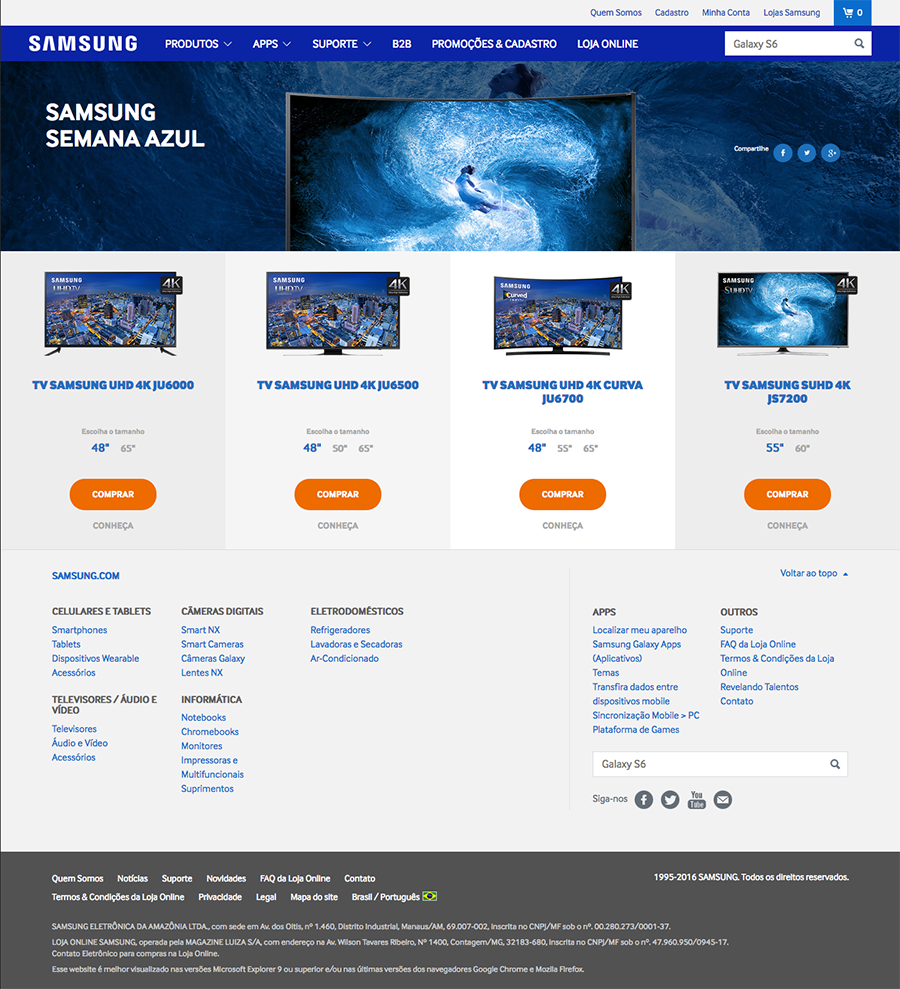 Quem Somos Cadastro Minha Conta Lojas Samsung 0
SAMSUNG PRODUTOS APPS SUPORTE B2B PROMOÇÕES & CADASTRO LOJA ONLINE Galaxy S6
SAMSUNG
SEMANA AZUL
Compartilhe
SAMSUNG UHD TV 4K
SAMSUNG UHD TV 4K
SAMSUNG Curved 4K
SAMSUNG SUHD TV 4K
TV SAMSUNG UHD 4K JU6000
Escolha o tamanho
48" 65"
COMPRAR
CONHEÇA
TV SAMSUNG UHD 4K JU6500
Escolha o tamanho
48" 50" 65"
COMPRAR
CONHEÇA
TV SAMSUNG UHD 4K CURVA
JU6700
Escolha o tamanho
48" 55" 65"
COMPRAR
CONHEÇA
TV SAMSUNG SUHD 4K
JS7200
Escolha o tamanho
55" 60"
COMPRAR
CONHEÇA
SAMSUNG.COM
Voltar ao topo
CELULARES E TABLETS
Smartphones
Tablets
Dispositivos Wearable
Acessórios
TELEVISORES / ÁUDIO E
VÍDEO
Televisores
Áudio e Vídeo
Acessórios
CÂMERAS DIGITAIS
Smart NX
Smart Cameras
Câmeras Galaxy
Lentes NX
INFORMÁTICA
Notebooks
Chromebooks
Monitores
Impressoras e
Multifuncionais
Suprimentos
ELETRODOMÉSTICOS
Refrigeradores
Lavadoras e Secadoras
Ar-Condicionado
APPS
Localizar meu aparelho
Samsung Galaxy Apps
(Aplicativos)
Temas
Transfira dados entre
dispositivos mobile
Sincronização Mobile > PC
Plataforma de Games
OUTROS
Suporte
FAQ da Loja Online
Termos & Condições da Loja
Online
Revelando Talentos
Contato
Galaxy S6
Siga-nos You Tube
Quem Somos Notícias Suporte Novidades FAQ da Loja Online Contato
1995-2016 SAMSUNG. Todos os direitos reservados.
Termos & Condições da Loja Online Privacidade Legal Mapa do site Brasil / Português
SAMSUNG ELETRÔNICA DA AMAZÔNIA LTDA., com sede em Av. dos Oitis, nº 1.460, Distrito Industrial, Manaus/AM, 69.007-002, Inscrita no CNPJ/MF sob o nº. 00.280.273/0001-37.
LOJA ONLINE SAMSUNG, operada pela MAGAZINE LUIZA S/A, com endereço na Av. Wilson Tavares Ribeiro, Nº 1400, Contagem/MG, 32183-680, inscrita no CNPJ/MF sob o nº. 47.960.950/0945-17.
Contato Eletrônico para compras na Loja Online.
Esse website é melhor visualizado nas versões Microsoft Explorer 9 ou superior e/ou nas últimas versões dos navegadores Google Chrome e Mozila Firefox.